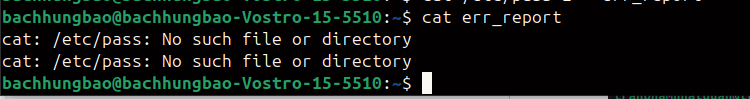 bachhungbao@bachhungbao-Vostro-15-5510:~$ cat err_report
cat: /etc/pass: No such file or directory
cat: /etc/pass: No such file or directory
bachhungbao@bachhungbao-Vostro-15-5510:~$